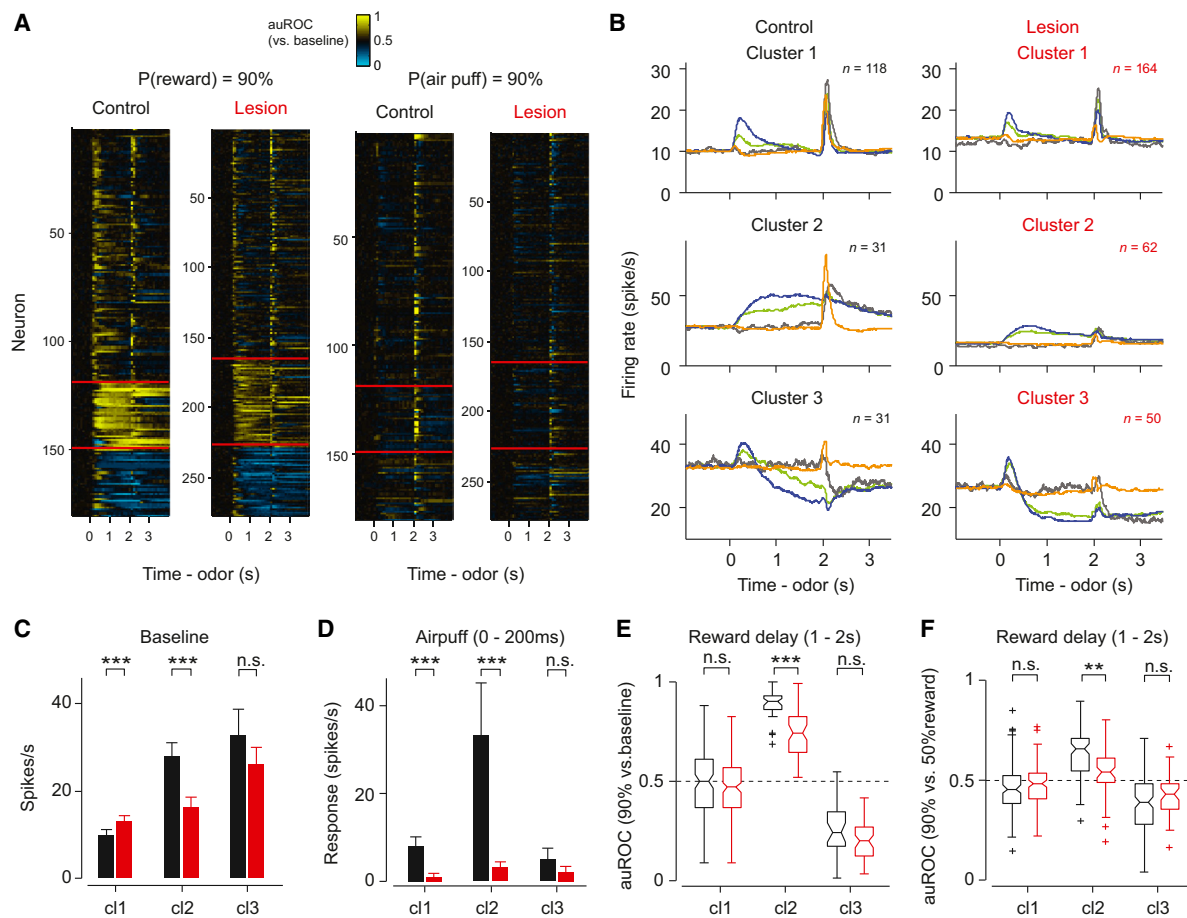 A
auROC
(vs. baseline)
1
0.5
0
P(reward) = 90%
P(air puff) = 90%
Control
Lesion
Control
Lesion
Neuron
50
100
150
50
100
150
200
250
50
100
150
50
100
150
200
250
0 1 2 3
0 1 2 3
0 1 2 3
0 1 2 3
Time - odor (s)
Time - odor (s)
B
Control
Cluster 1
n = 118
Lesion
Cluster 1
n = 164
30
20
10
0
30
20
10
0
Cluster 2
n = 31
Cluster 2
n = 62
Firing rate (spike/s)
50
0
50
0
Cluster 3
n = 31
Cluster 3
n = 50
40
20
40
20
0 1 2 3
0 1 2 3
Time - odor (s)
Time - odor (s)
C
Baseline
*** *** n.s.
Spikes/s
40
20
0
cl1 cl2 cl3
D
Airpuff (0 - 200ms)
*** *** n.s.
Response (spikes/s)
40
20
0
cl1 cl2 cl3
E
Reward delay (1 - 2s)
n.s. *** n.s.
auROC (90% vs.baseline)
1
0.5
0
cl1 cl2 cl3
F
Reward delay (1 - 2s)
n.s. ** n.s.
auROC (90% vs. 50%reward)
1
0.5
0
cl1 cl2 cl3